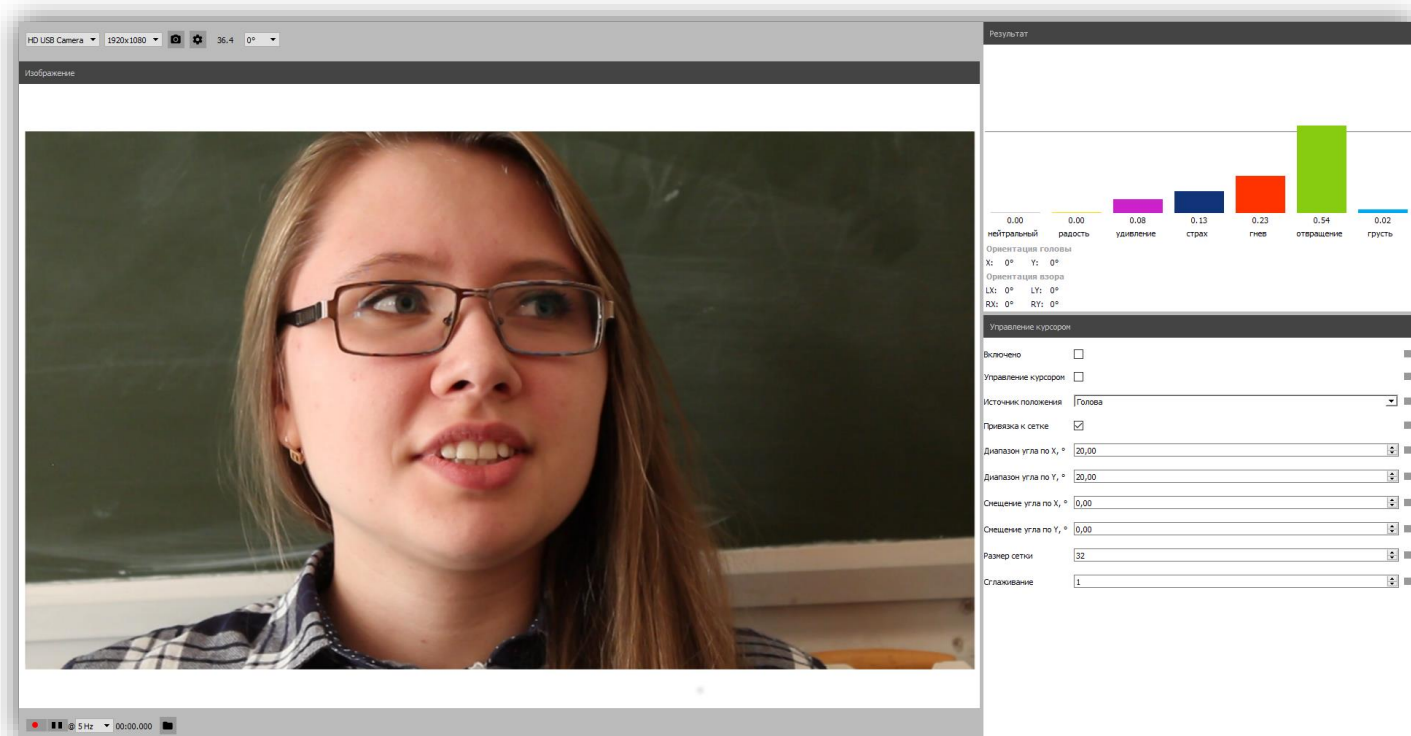 HD USB Camera 1920x1080 36.4 0°
Изображение
@ 5 Hz 00:00.000
Результат
0.00 0.00 0.08 0.13 0.23 0.54 0.02
нейтральный радость удивление страх гнев отвращение грусть
Ориентация головы
X: 0° Y: 0°
Ориентация взора
LX: 0° LY: 0°
RX: 0° RY: 0°
Управление курсором
Включено
Управление курсором
Источник положения Голова
Привязка к сетке
Диапазон угла по X, ° 20,00
Диапазон угла по Y, ° 20,00
Смещение угла по X, ° 0,00
Смещение угла по Y, ° 0,00
Размер сетки 32
Сглаживание 1